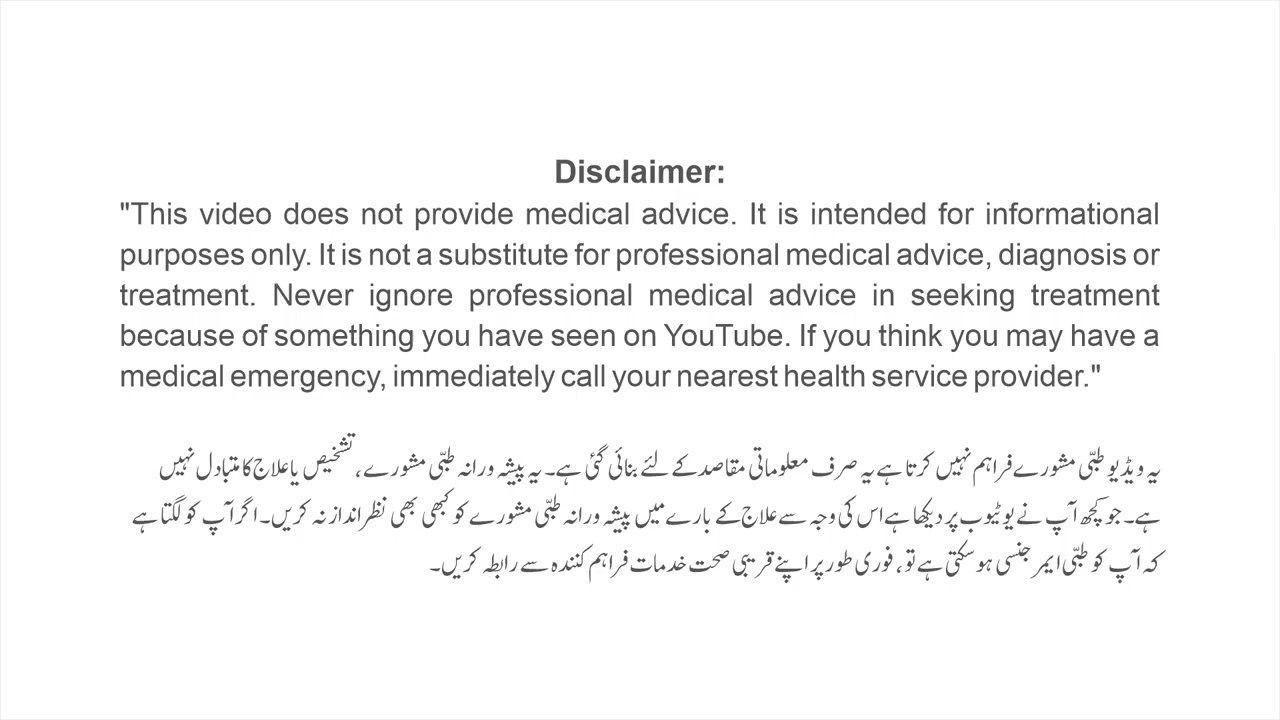 Disclaimer:
"This video does not provide medical advice. It is intended for informational
purposes only. It is not a substitute for professional medical advice, diagnosis or
treatment. Never ignore professional medical advice in seeking treatment
because of something you have seen on YouTube. If you think you may have a
medical emergency, immediately call your nearest health service provider."
یہ ویڈیو طبّی مشورے فراہم نہیں کرتا ہے یہ صرف معلوماتی مقاصد کے لئے بنائی گئی ہے۔ یہ پیشہ ورانہ طبّی مشورے، تشخیص یا علاج کا متبادل نہیں
ہے۔ جو کچھ آپ نے یوٹیوب پر دیکھا ہے اس کی وجہ سے علاج کے بارے میں پیشہ ورانہ طبّی مشورے کو کبھی بھی نظر انداز نہ کریں۔ اگر آپ کو لگتا ہے
کہ آپ کو طبّی ایمر جنسی ہو سکتی ہے تو، فوری طور پر اپنے قریبی صحت خدمات فراہم کنندہ سے رابطہ کریں۔